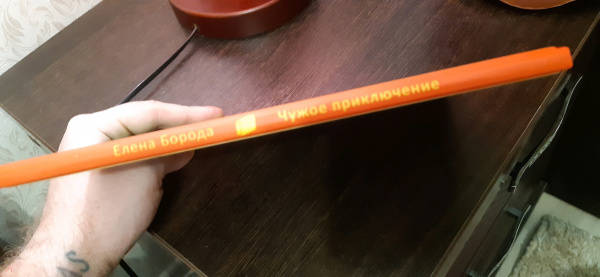 Елена Борода Чужое приключение